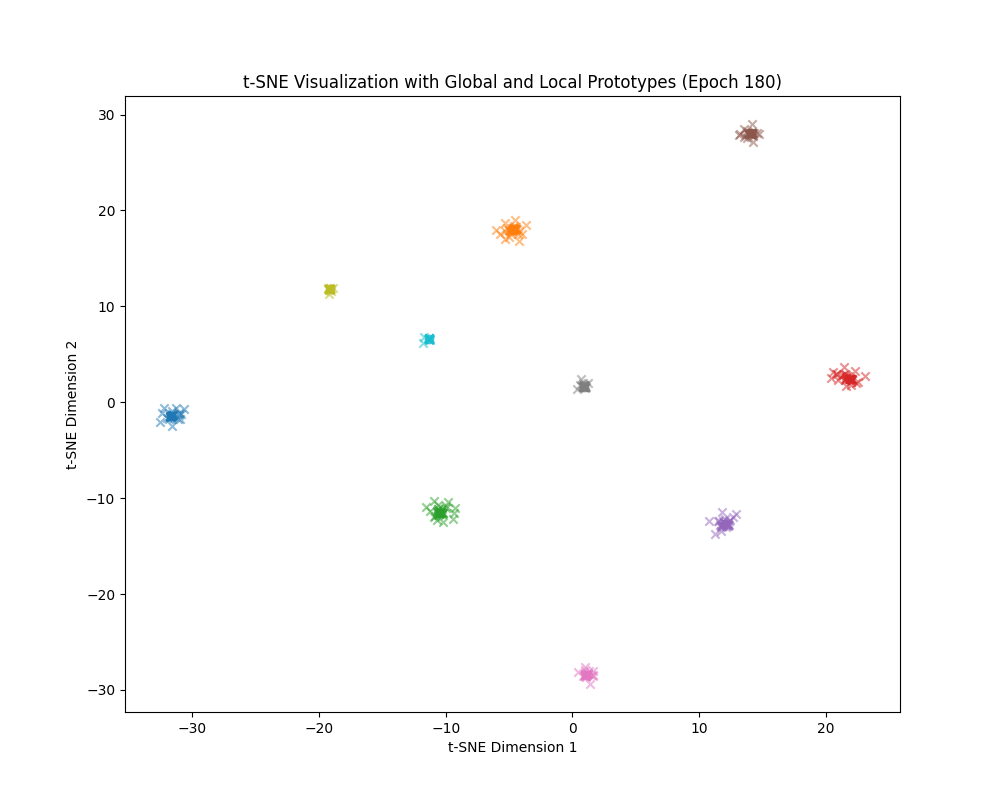 t-SNE Visualization with Global and Local Prototypes (Epoch 180)
30
20
10
0
−10
−20
−30
t-SNE Dimension 2
−30 −20 −10 0 10 20
t-SNE Dimension 1